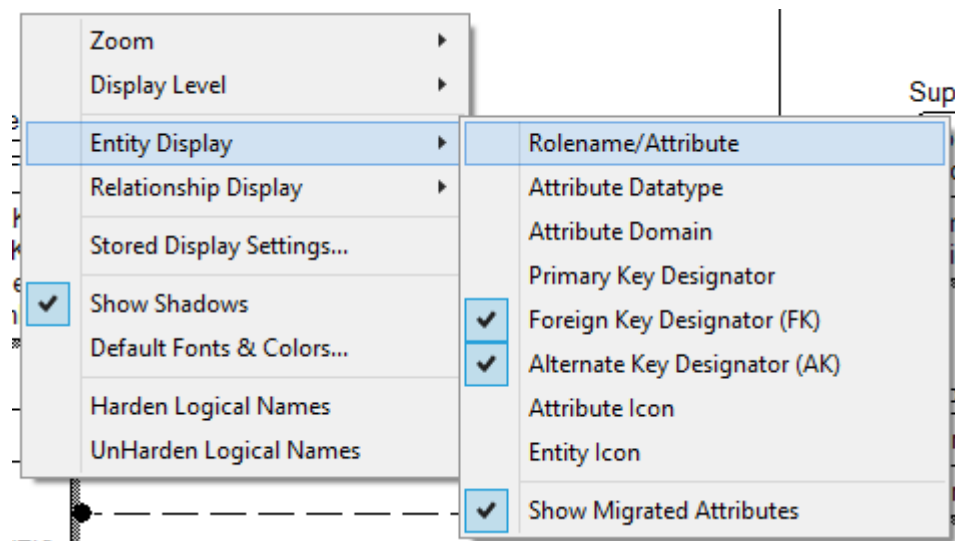 Zoom
Display Level
Entity Display
Relationship Display
Stored Display Settings...
Show Shadows
Default Fonts & Colors...
Harden Logical Names
UnHarden Logical Names
Sup
Rolename/Attribute
Attribute Datatype
Attribute Domain
Primary Key Designator
Foreign Key Designator (FK)
Alternate Key Designator (AK)
Attribute Icon
Entity Icon
Show Migrated Attributes